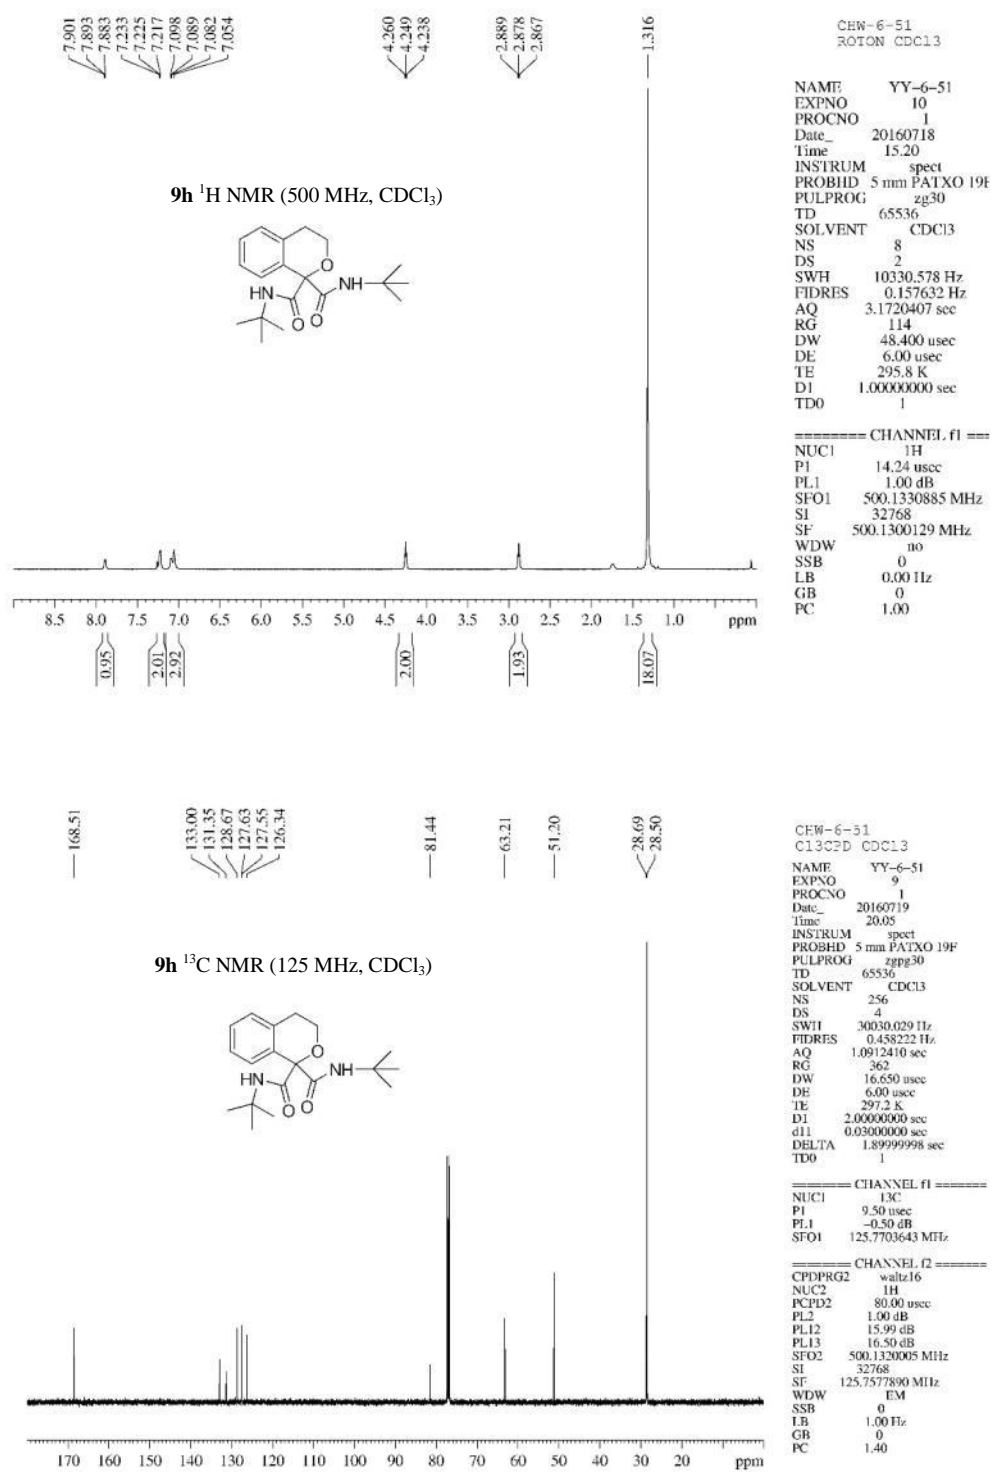 7.901
7.893
7.883
7.233
7.225
7.217
7.098
7.089
7.082
7.054
4.260
4.249
4.238
2.889
2.878
2.867
1.316
CHW-6-51
ROTON CDCl3
NAME YY-6-51
EXPNO 10
PROCNO 1
Date_ 20160718
Time 15.20
INSTRUM spect
PROBHD 5 mm PATXO 19F
PULPROG zg30
TD 65536
SOLVENT CDCl3
NS 8
DS 2
SWH 10330.578 Hz
FIDRES 0.157632 Hz
AQ 3.1720407 sec
RG 114
DW 48.400 usec
DE 6.00 usec
TE 295.8 K
D1 1.00000000 sec
TD0 1
======== CHANNEL f1 ===
NUC1 1H
P1 14.24 usec
PL1 1.00 dB
SFO1 500.1330885 MHz
SI 32768
SF 500.1300129 MHz
WDW no
SSB 0
LB 0.00 Hz
GB 0
PC 1.00
9h ¹H NMR (500 MHz, CDCl₃)
O
HN
NH
O
O
8.5 8.0 7.5 7.0 6.5 6.0 5.5 5.0 4.5 4.0 3.5 3.0 2.5 2.0 1.5 1.0 ppm
0.95
2.01
2.92
2.00
1.93
18.07
168.51
133.00
131.35
128.67
127.63
127.55
126.34
81.44
63.21
51.20
28.69
28.50
CHW-6-51
C13CPD CDCl3
NAME YY-6-51
EXPNO 9
PROCNO 1
Date_ 20160719
Time 20.05
INSTRUM spect
PROBHD 5 mm PATXO 19F
PULPROG zgpg30
TD 65536
SOLVENT CDCl3
NS 256
DS 4
SWH 30030.029 Hz
FIDRES 0.458222 Hz
AQ 1.0912410 sec
RG 362
DW 16.650 usec
DE 6.00 usec
TE 297.2 K
D1 2.00000000 sec
d11 0.03000000 sec
DELTA 1.89999998 sec
TD0 1
======== CHANNEL f1 =======
NUC1 13C
P1 9.50 usec
PL1 -0.50 dB
SFO1 125.7703643 MHz
======== CHANNEL f2 =======
CPDPRG2 waltz16
NUC2 1H
PCPD2 80.00 usec
PL2 1.00 dB
PL12 15.99 dB
PL13 16.50 dB
SFO2 500.1320005 MHz
SI 32768
SF 125.7577890 MHz
WDW EM
SSB 0
LB 1.00 Hz
GB 0
PC 1.40
9h ¹³C NMR (125 MHz, CDCl₃)
O
HN
NH
O
O
170 160 150 140 130 120 110 100 90 80 70 60 50 40 30 20 ppm